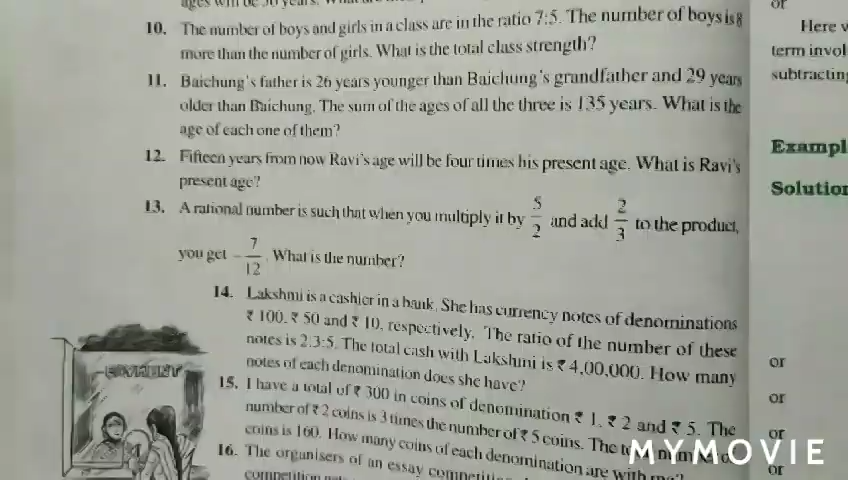 ages will be 50 years. What are
10. The number of boys and girls in a class are in the ratio 7:5. The number of boys is 8
more than the number of girls. What is the total class strength?
11. Baichung's father is 26 years younger than Baichung's grandfather and 29 years
older than Baichung. The sum of the ages of all the three is 135 years. What is the
age of each one of them?
12. Fifteen years from now Ravi's age will be four times his present age. What is Ravi's
present age?
13. A rational number is such that when you multiply it by 5/2 and add 2/3 to the product,
you get - 7/12. What is the number?
14. Lakshmi is a cashier in a bank. She has currency notes of denominations
₹ 100, ₹ 50 and ₹ 10, respectively. The ratio of the number of these
notes is 2:3:5. The total cash with Lakshmi is ₹ 4,00,000. How many
notes of each denomination does she have?
15. I have a total of ₹ 300 in coins of denomination ₹ 1, ₹ 2 and ₹ 5. The
number of ₹ 2 coins is 3 times the number of ₹ 5 coins. The
coins is 160. How many coins of each denomination are with
16. The organisers of an essay
competition
or
Here
term
subtracting
Exampl
Solution
or
or
or
or
MYMOVIE